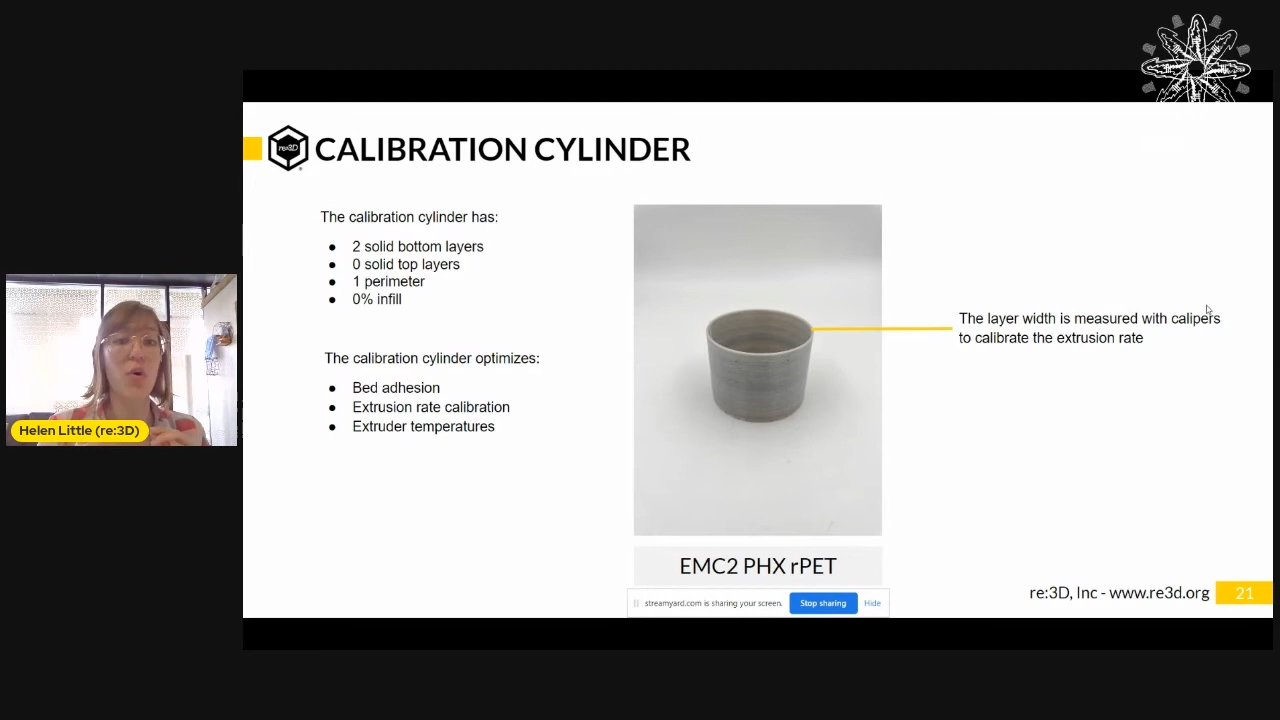 re:3D
CALIBRATION CYLINDER
The calibration cylinder has:
● 2 solid bottom layers
● 0 solid top layers
● 1 perimeter
● 0% infill
The calibration cylinder optimizes:
● Bed adhesion
● Extrusion rate calibration
● Extruder temperatures
The layer width is measured with calipers
to calibrate the extrusion rate
EMC2 PHX rPET
streamyard.com is sharing your screen.
Stop sharing
Hide
re:3D, Inc - www.re3d.org
21
Helen Little (re:3D)